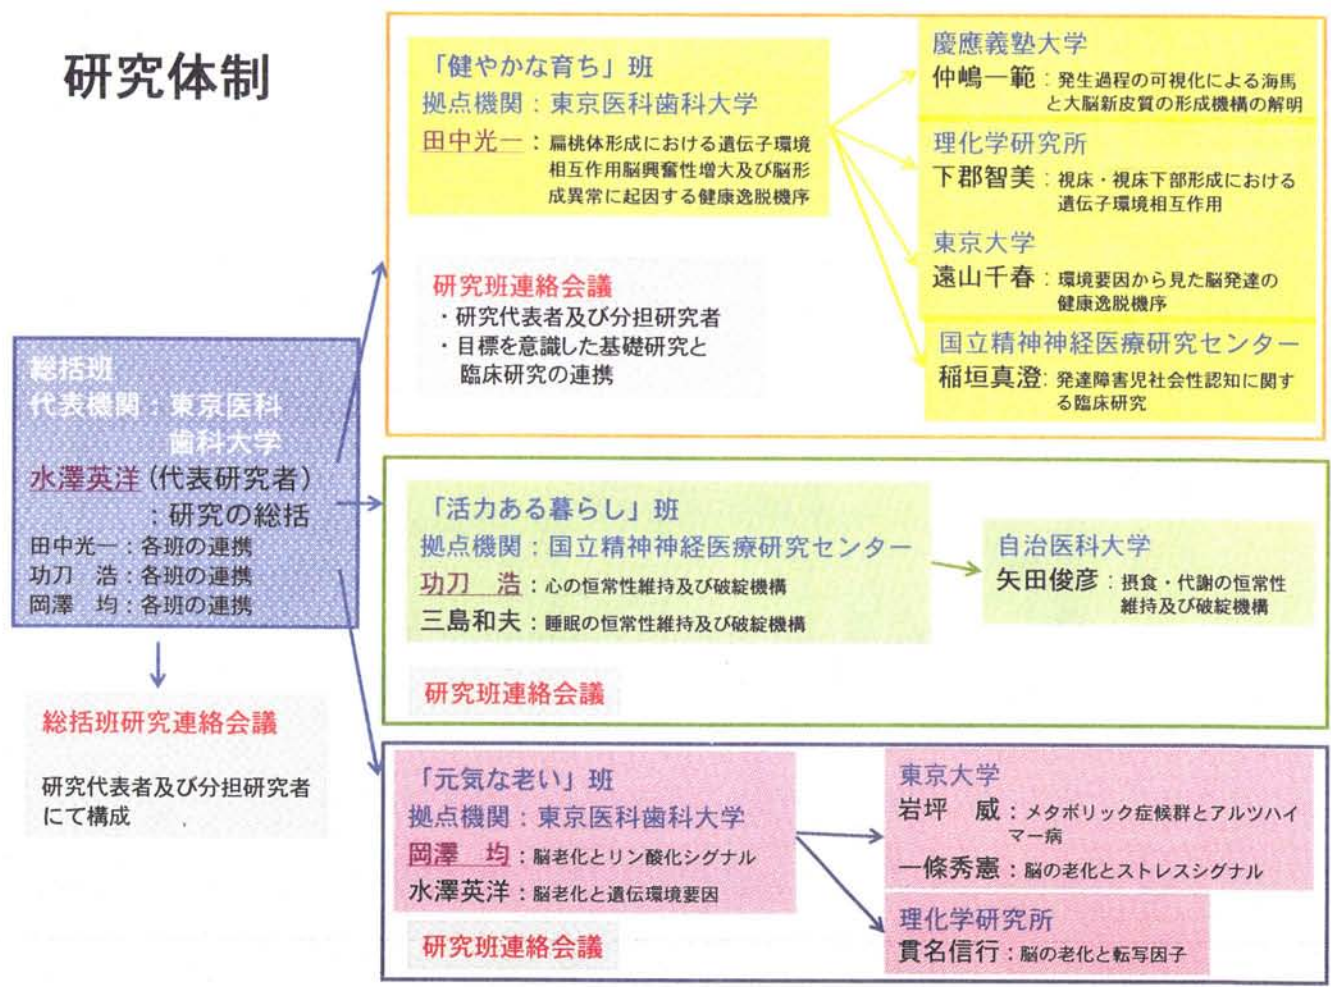 研究体制
総括班
代表機関：東京医科
歯科大学
水澤英洋（代表研究者）
：研究の総括
田中光一：各班の連携
功刀　浩：各班の連携
岡澤　均：各班の連携
総括班研究連絡会議
研究代表者及び分担研究者
にて構成
「健やかな育ち」班
拠点機関：東京医科歯科大学
田中光一：扁桃体形成における遺伝子環境
相互作用脳興奮性増大及び脳形
成異常に起因する健康逸脱機序
研究班連絡会議
・研究代表者及び分担研究者
・目標を意識した基礎研究と
臨床研究の連携
慶應義塾大学
仲嶋一範：発生過程の可視化による海馬
と大脳新皮質の形成機構の解明
理化学研究所
下郡智美：視床・視床下部形成における
遺伝子環境相互作用
東京大学
遠山千春：環境要因から見た脳発達の
健康逸脱機序
国立精神神経医療研究センター
稲垣真澄：発達障害児社会性認知に関す
る臨床研究
「活力ある暮らし」班
拠点機関：国立精神神経医療研究センター
功刀　浩：心の恒常性維持及び破綻機構
三島和夫：睡眠の恒常性維持及び破綻機構
研究班連絡会議
自治医科大学
矢田俊彦：摂食・代謝の恒常性
維持及び破綻機構
「元気な老い」班
拠点機関：東京医科歯科大学
岡澤　均：脳老化とリン酸化シグナル
水澤英洋：脳老化と遺伝環境要因
研究班連絡会議
東京大学
岩坪　威：メタボリック症候群とアルツハイ
マー病
一條秀憲：脳の老化とストレスシグナル
理化学研究所
貫名信行：脳の老化と転写因子